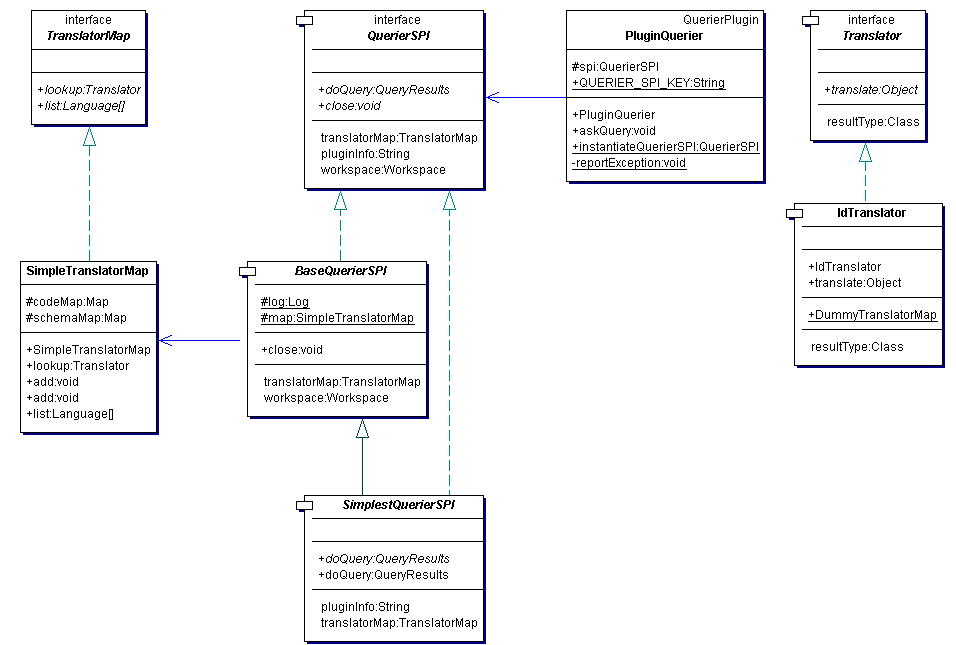 interface
TranslatorMap
+lookup:Translator
+list:Language[]
interface
QuerierSPI
+doQuery:QueryResults
+close:void
translatorMap:TranslatorMap
pluginInfo:String
workspace:Workspace
QuerierPlugin
PluginQuerier
#spi:QuerierSPI
+QUERIER_SPI_KEY:String
+PluginQuerier
+askQuery:void
+instantiateQuerierSPI:QuerierSPI
-reportException:void
interface
Translator
+translate:Object
resultType:Class
SimpleTranslatorMap
#codeMap:Map
#schemaMap:Map
+SimpleTranslatorMap
+lookup:Translator
+add:void
+add:void
+list:Language[]
BaseQuerierSPI
#log:Log
#map:SimpleTranslatorMap
+close:void
translatorMap:TranslatorMap
workspace:Workspace
IdTranslator
+IdTranslator
+translate:Object
+DummyTranslatorMap
resultType:Class
SimplestQuerierSPI
+doQuery:QueryResults
+doQuery:QueryResults
pluginInfo:String
translatorMap:TranslatorMap